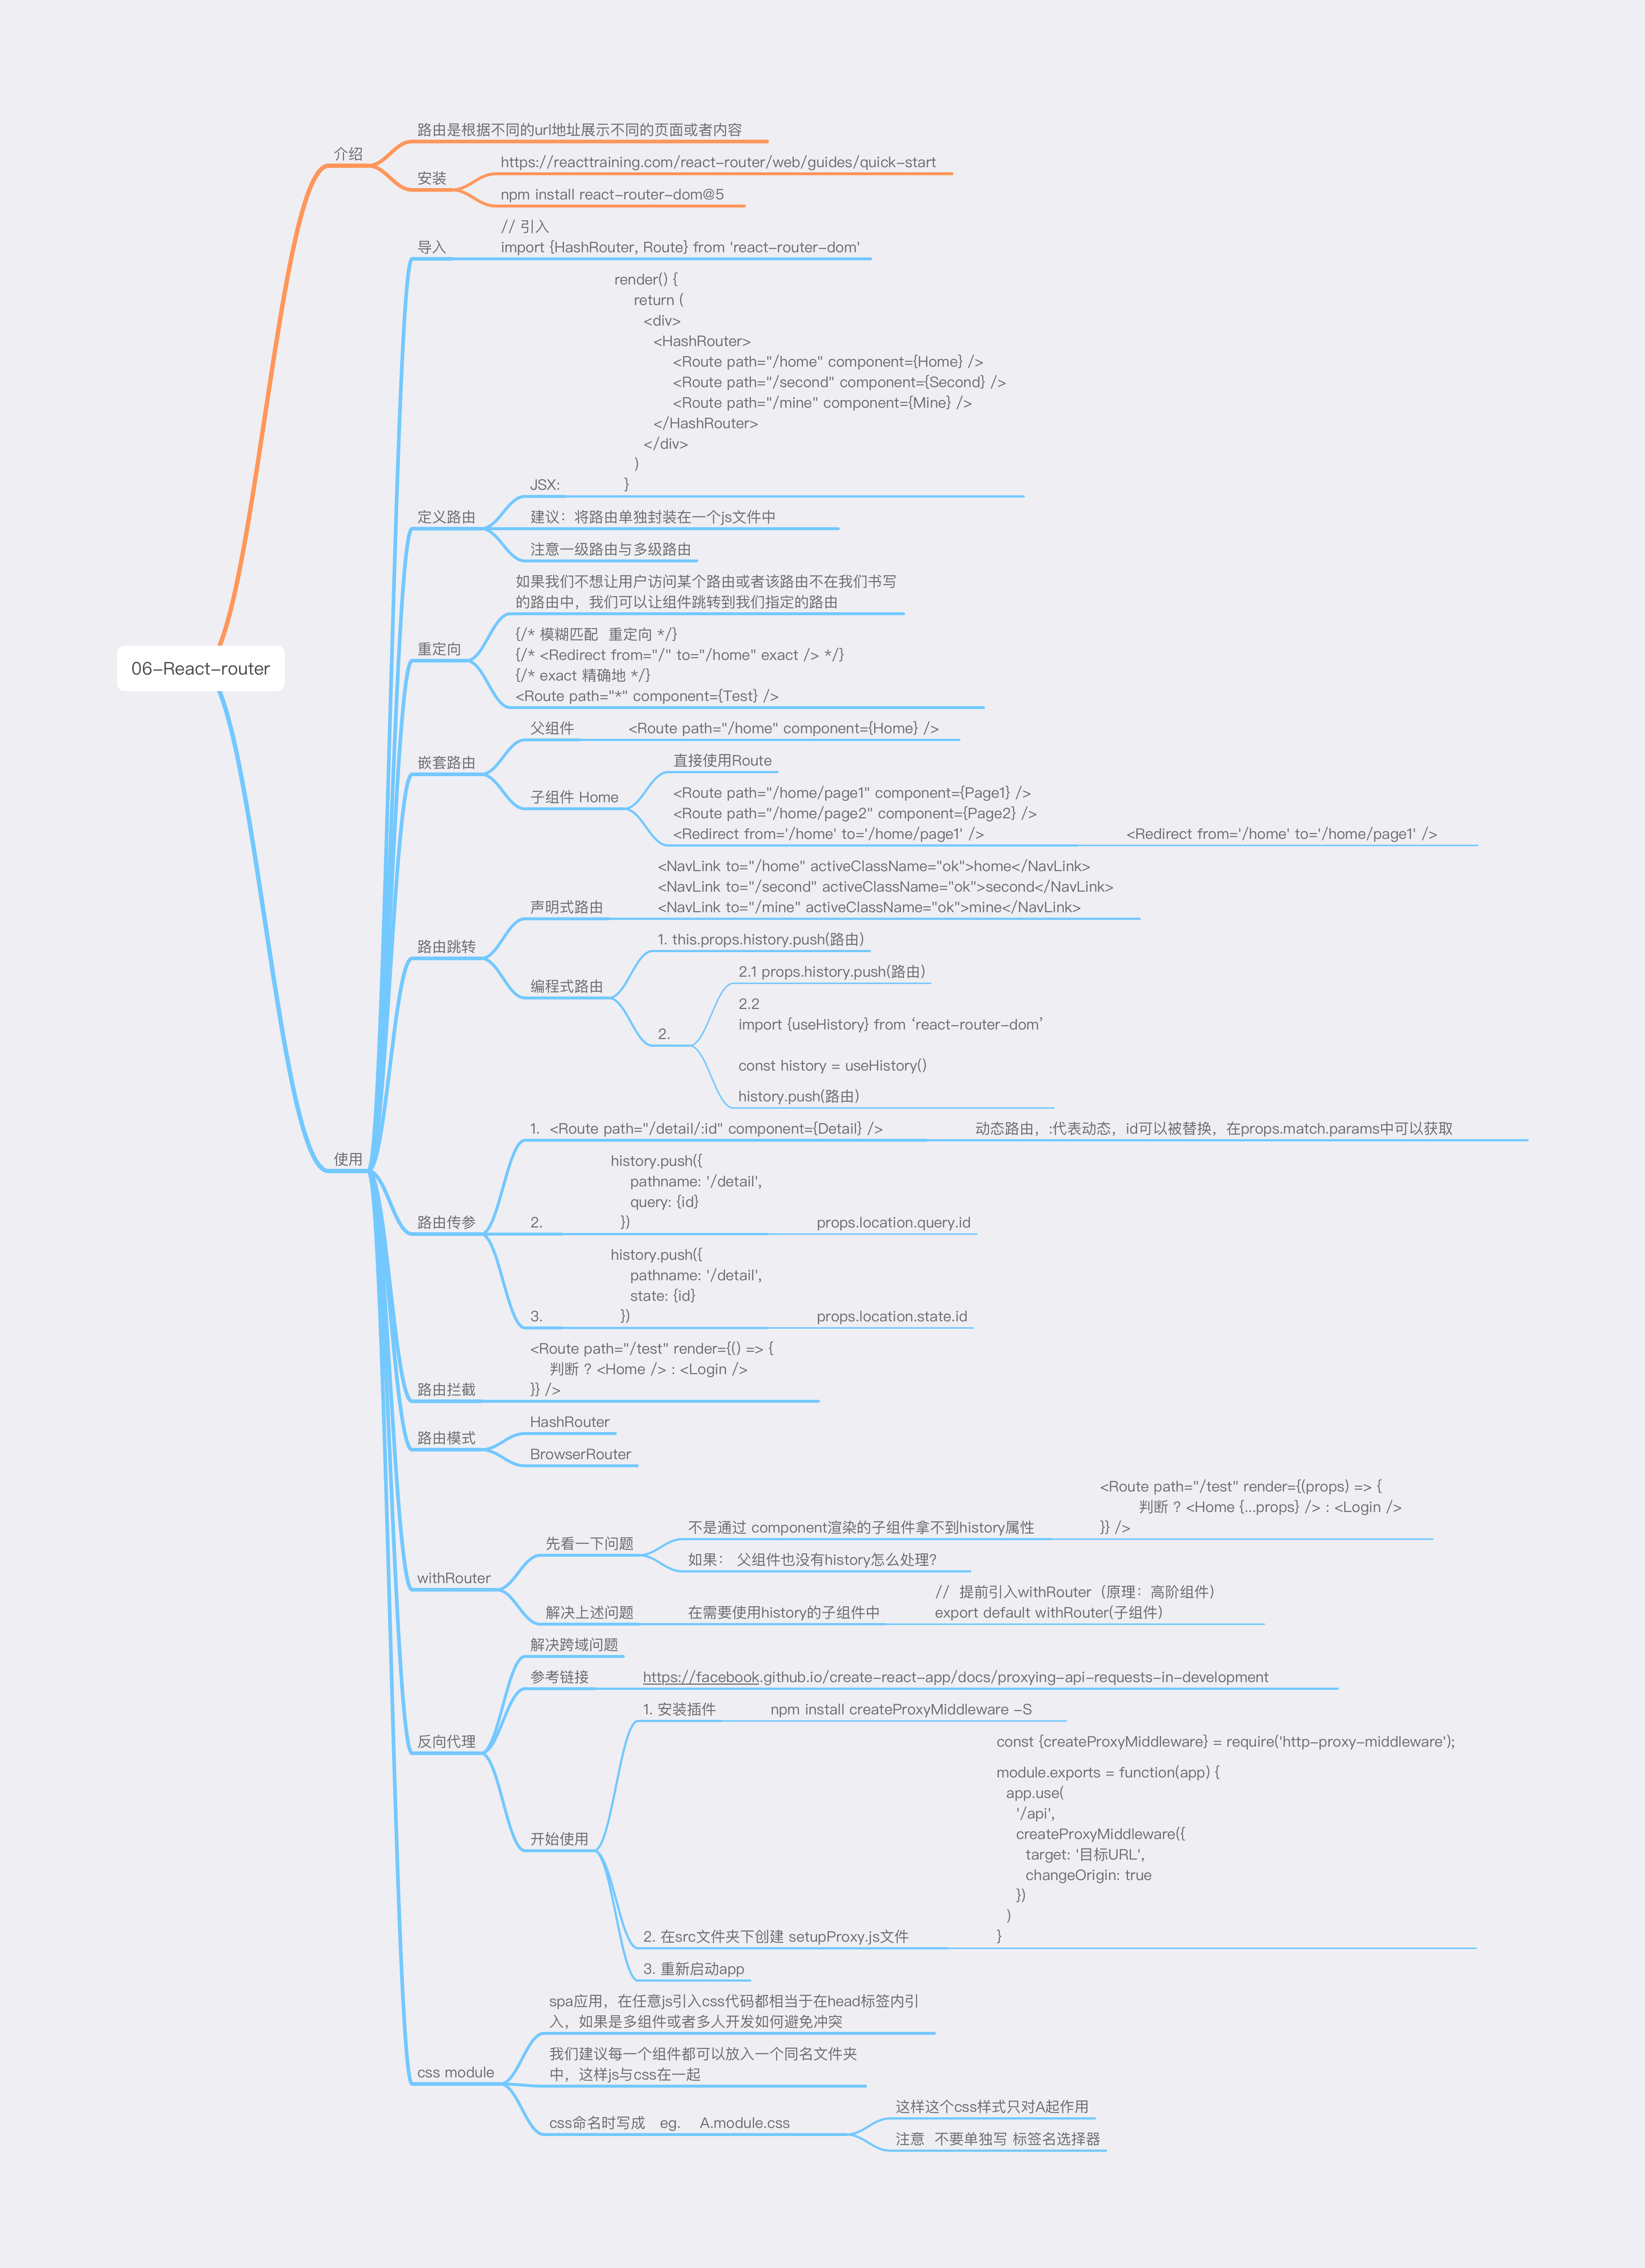 06-React-router
介绍
路由是根据不同的url地址展示不同的页面或者内容
安装
https://reacttraining.com/react-router/web/guides/quick-start
npm install react-router-dom@5
使用
导入
// 引入
import {HashRouter, Route} from 'react-router-dom'
定义路由
JSX:
render() {
return (
<div>
<HashRouter>
<Route path="/home" component={Home} />
<Route path="/second" component={Second} />
<Route path="/mine" component={Mine} />
</HashRouter>
</div>
)
}
建议：将路由单独封装在一个js文件中
注意一级路由与多级路由
重定向
如果我们不想让用户访问某个路由或者该路由不在我们书写
的路由中，我们可以让组件跳转到我们指定的路由
{/* 模糊匹配  重定向 */}
{/* <Redirect from="/" to="/home" exact /> */}
{/* exact 精确地 */}
<Route path="*" component={Test} />
嵌套路由
父组件
<Route path="/home" component={Home} />
子组件 Home
直接使用Route
<Route path="/home/page1" component={Page1} />
<Route path="/home/page2" component={Page2} />
<Redirect from='/home' to='/home/page1' />
<Redirect from='/home' to='/home/page1' />
路由跳转
声明式路由
<NavLink to="/home" activeClassName="ok">home</NavLink>
<NavLink to="/second" activeClassName="ok">second</NavLink>
<NavLink to="/mine" activeClassName="ok">mine</NavLink>
编程式路由
1. this.props.history.push(路由)
2.
2.1 props.history.push(路由)
2.2
import {useHistory} from ‘react-router-dom’
const history = useHistory()
history.push(路由)
路由传参
1.  <Route path="/detail/:id" component={Detail} />
动态路由，:代表动态，id可以被替换，在props.match.params中可以获取
2.
history.push({
pathname: '/detail',
query: {id}
})
props.location.query.id
3.
history.push({
pathname: '/detail',
state: {id}
})
props.location.state.id
路由拦截
<Route path="/test" render={() => {
判断 ? <Home /> : <Login />
}} />
路由模式
HashRouter
BrowserRouter
withRouter
先看一下问题
不是通过 component渲染的子组件拿不到history属性
<Route path="/test" render={(props) => {
判断 ? <Home {...props} /> : <Login />
}} />
如果： 父组件也没有history怎么处理?
解决上述问题
在需要使用history的子组件中
//  提前引入withRouter（原理：高阶组件）
export default withRouter(子组件)
反向代理
解决跨域问题
参考链接
https://facebook.github.io/create-react-app/docs/proxying-api-requests-in-development
开始使用
1. 安装插件
npm install createProxyMiddleware -S
2. 在src文件夹下创建 setupProxy.js文件
const {createProxyMiddleware} = require('http-proxy-middleware');
module.exports = function(app) {
app.use(
'/api',
createProxyMiddleware({
target: '目标URL',
changeOrigin: true
})
)
}
3. 重新启动app
css module
spa应用，在任意js引入css代码都相当于在head标签内引
入，如果是多组件或者多人开发如何避免冲突
我们建议每一个组件都可以放入一个同名文件夹
中，这样js与css在一起
css命名时写成   eg.    A.module.css
这样这个css样式只对A起作用
注意  不要单独写 标签名选择器